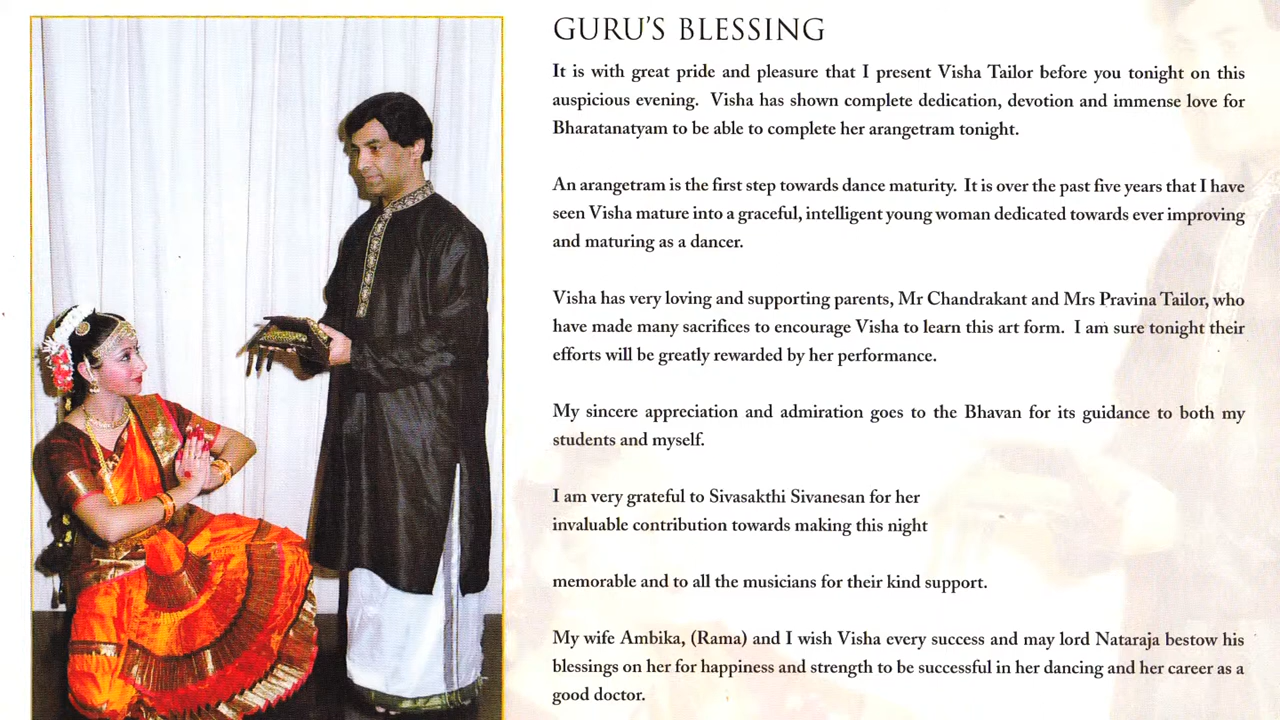 GURU'S BLESSING
It is with great pride and pleasure that I present Visha Tailor before you tonight on this
auspicious evening. Visha has shown complete dedication, devotion and immense love for
Bharatanatyam to be able to complete her arangetram tonight.
An arangetram is the first step towards dance maturity. It is over the past five years that I have
seen Visha mature into a graceful, intelligent young woman dedicated towards ever improving
and maturing as a dancer.
Visha has very loving and supporting parents, Mr Chandrakant and Mrs Pravina Tailor, who
have made many sacrifices to encourage Visha to learn this art form. I am sure tonight their
efforts will be greatly rewarded by her performance.
My sincere appreciation and admiration goes to the Bhavan for its guidance to both my
students and myself.
I am very grateful to Sivasakthi Sivanesan for her
invaluable contribution towards making this night
memorable and to all the musicians for their kind support.
My wife Ambika, (Rama) and I wish Visha every success and may lord Nataraja bestow his
blessings on her for happiness and strength to be successful in her dancing and her career as a
good doctor.